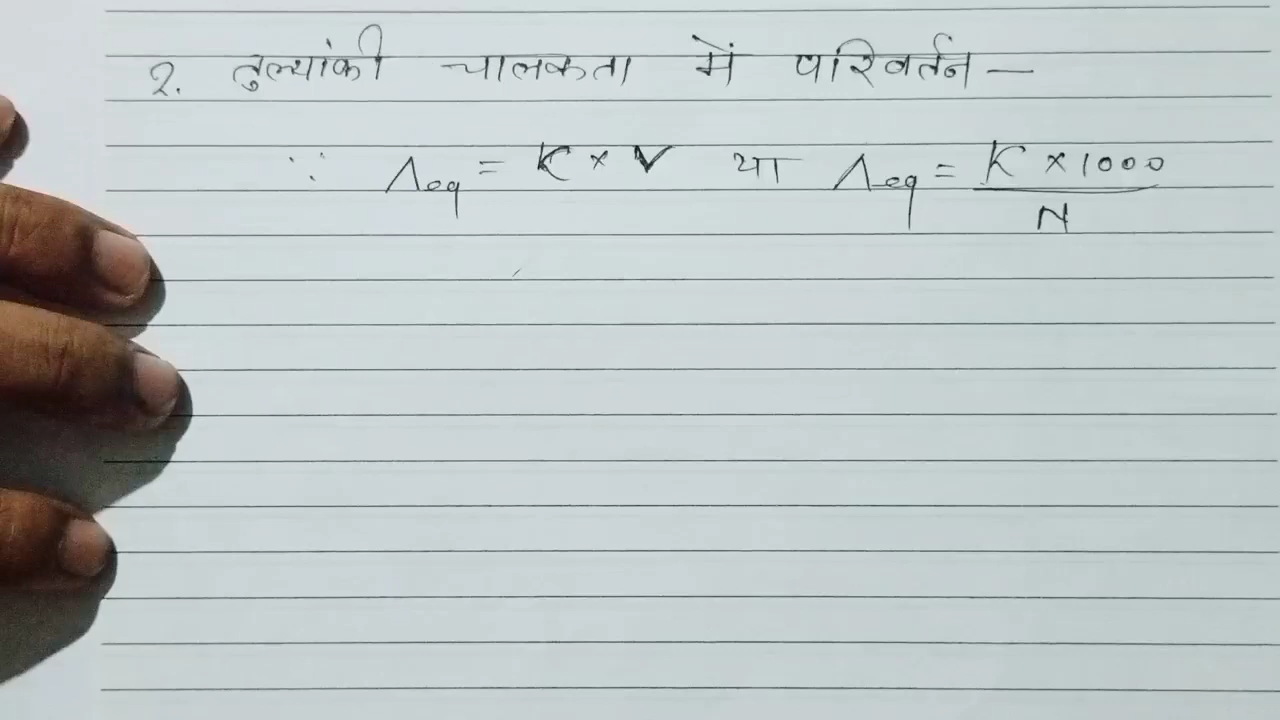 2. तुल्यांकी चालकता में परिवर्तन —
∵ Λeq = K × V या Λeq = K × 1000 / N